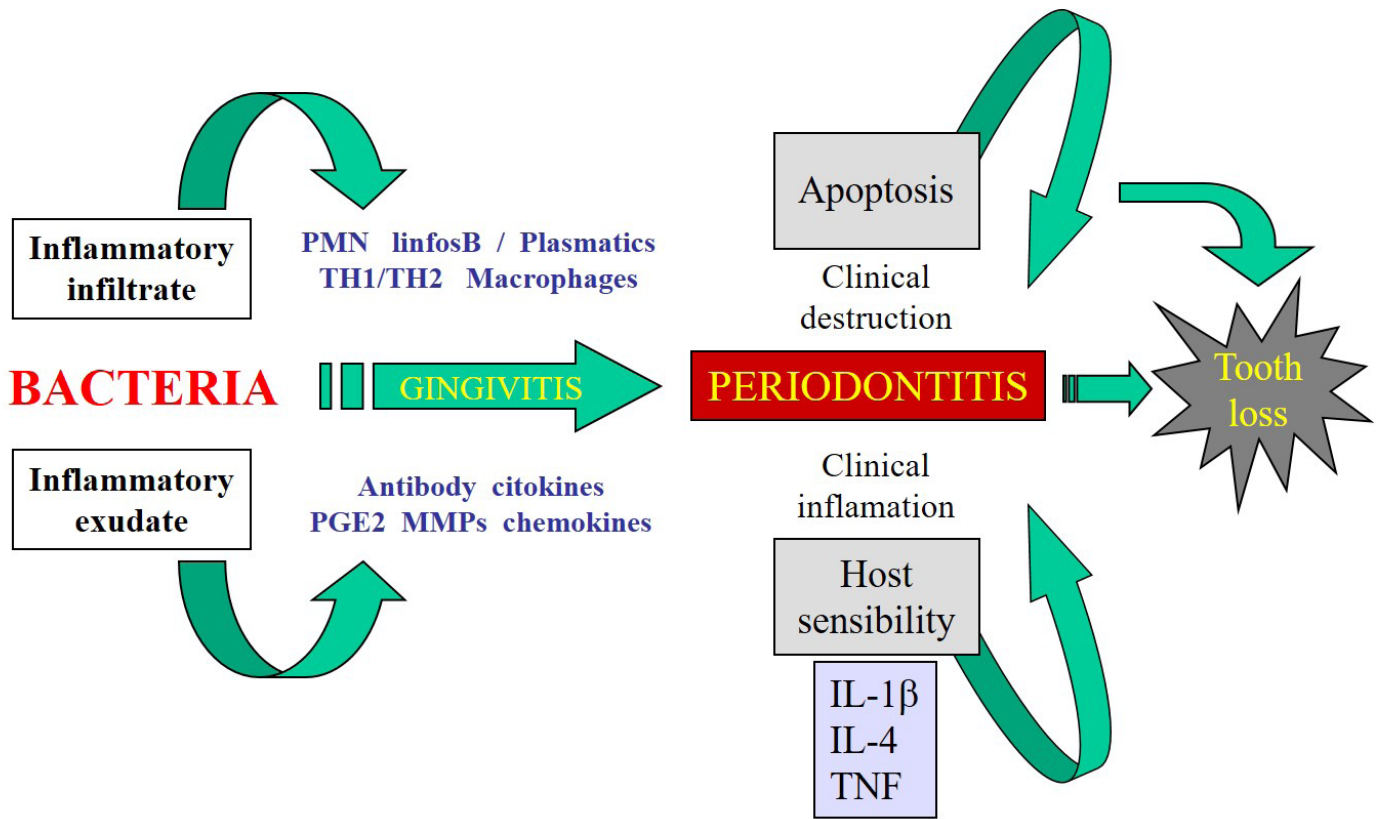 Inflammatory
infiltrate
PMN linfosB / Plasmatics
TH1/TH2 Macrophages
BACTERIA
GINGIVITIS
Inflammatory
exudate
Antibody citokines
PGE2 MMPs chemokines
Apoptosis
Clinical
destruction
PERIODONTITIS
Clinical
inflamation
Host
sensibility
IL-1β
IL-4
TNF
Tooth
loss